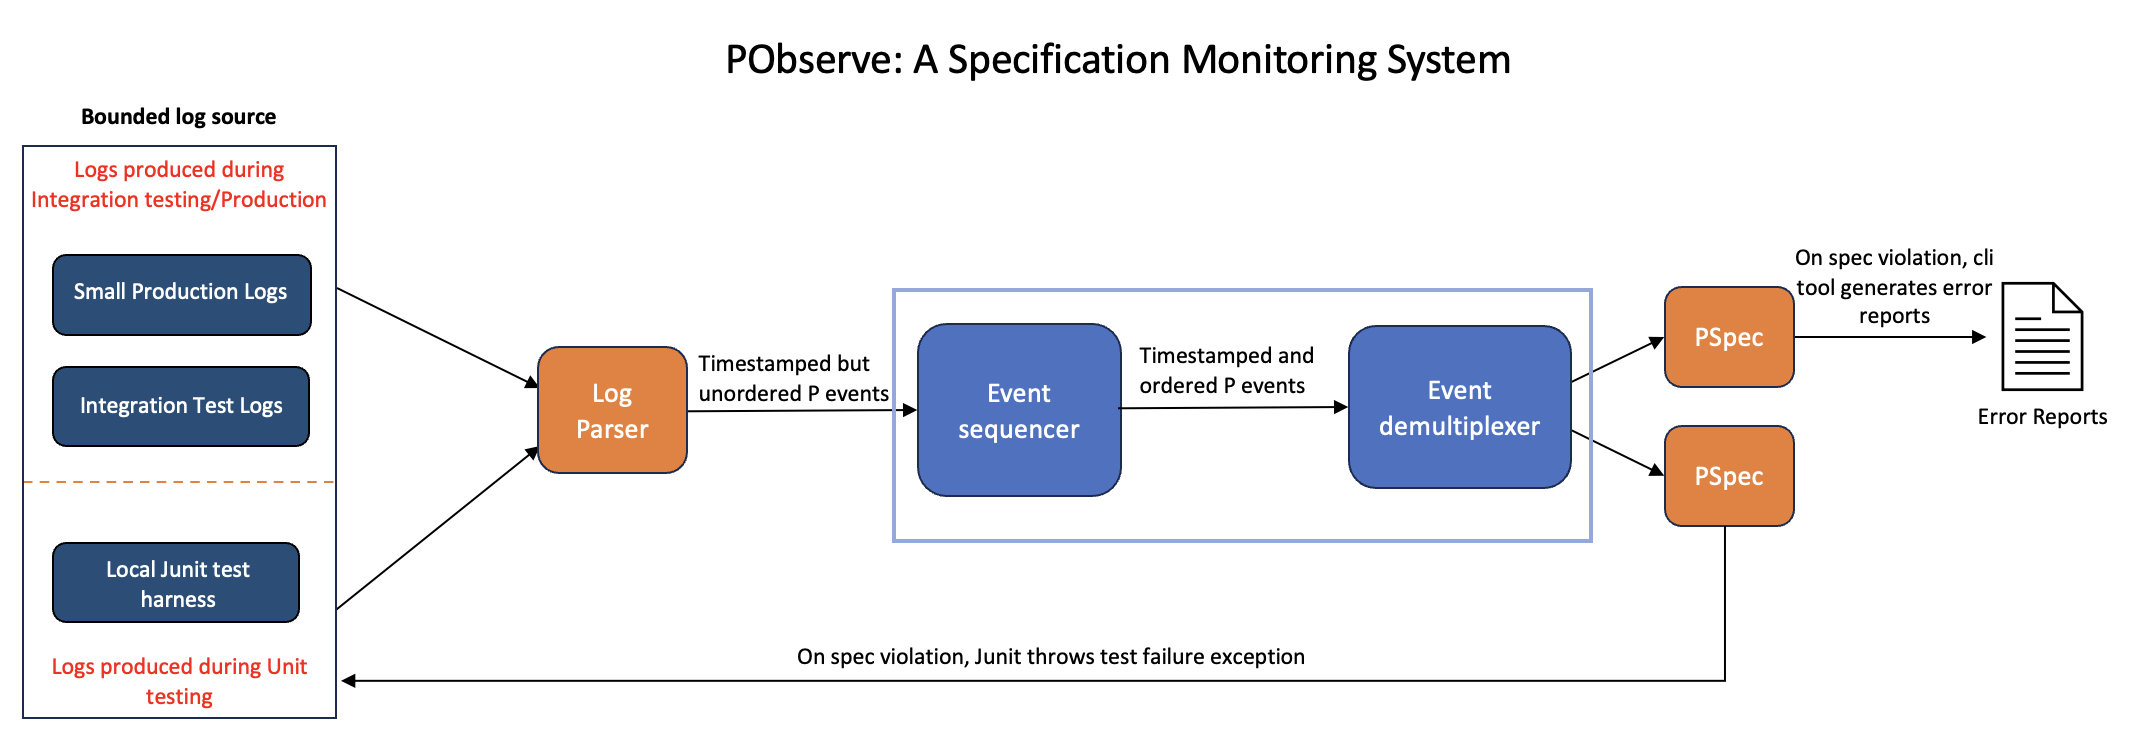 PObserve: A Specification Monitoring System
Bounded log source
Logs produced during
Integration testing/Production
Small Production Logs
Integration Test Logs
Local Junit test
harness
Logs produced during Unit
testing
Log
Parser
Timestamped but
unordered P events
Event
sequencer
Timestamped and
ordered P events
Event
demultiplexer
PSpec
PSpec
On spec violation, cli
tool generates error
reports
Error Reports
On spec violation, Junit throws test failure exception